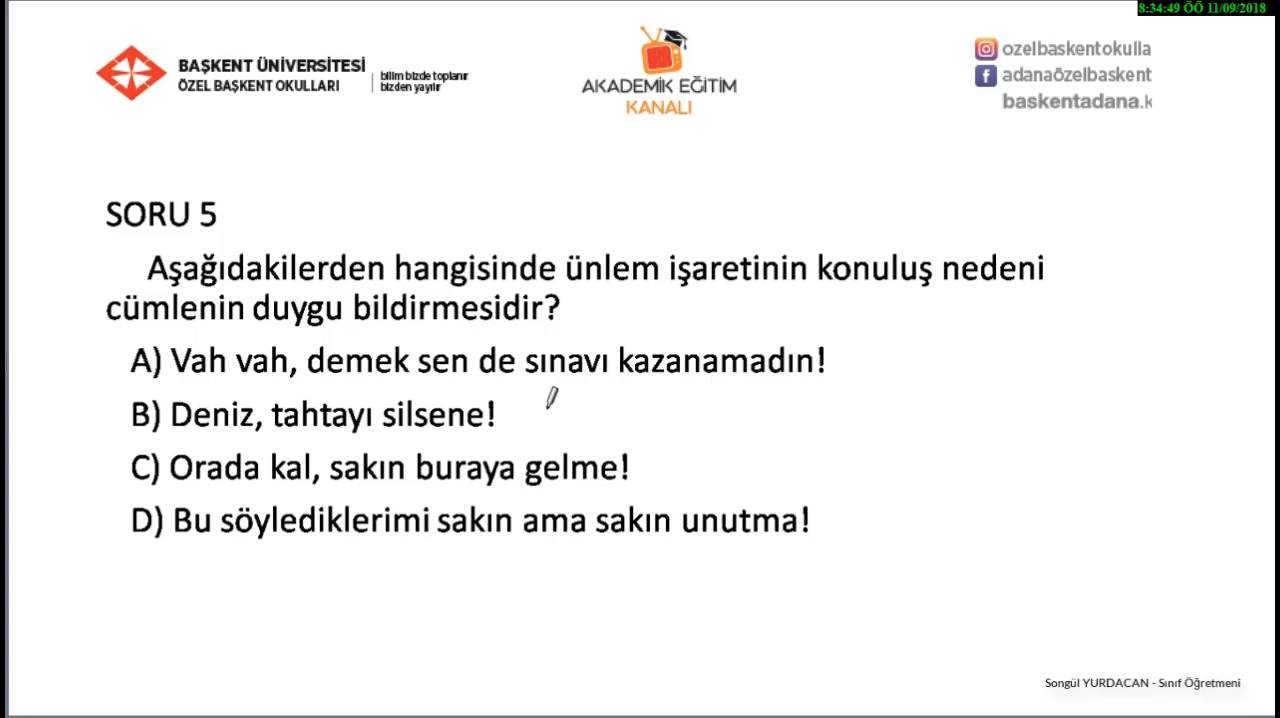 8:34:49 ÖÖ 11/09/2018
BAŞKENT ÜNİVERSİTESİ
ÖZEL BAŞKENT OKULLARI
bilim bizde toplanır
bizden yayılır
AKADEMİK EĞİTİM
KANALI
ozelbaskentokulla
adanaözelbaskent
baskentadana.k
SORU 5
Aşağıdakilerden hangisinde ünlem işaretinin konuluş nedeni
cümlenin duygu bildirmesidir?
A) Vah vah, demek sen de sınavı kazanamadın!
B) Deniz, tahtayı silsene!
C) Orada kal, sakın buraya gelme!
D) Bu söylediklerimi sakın ama sakın unutma!
Songül YURDACAN - Sınıf Öğretmeni